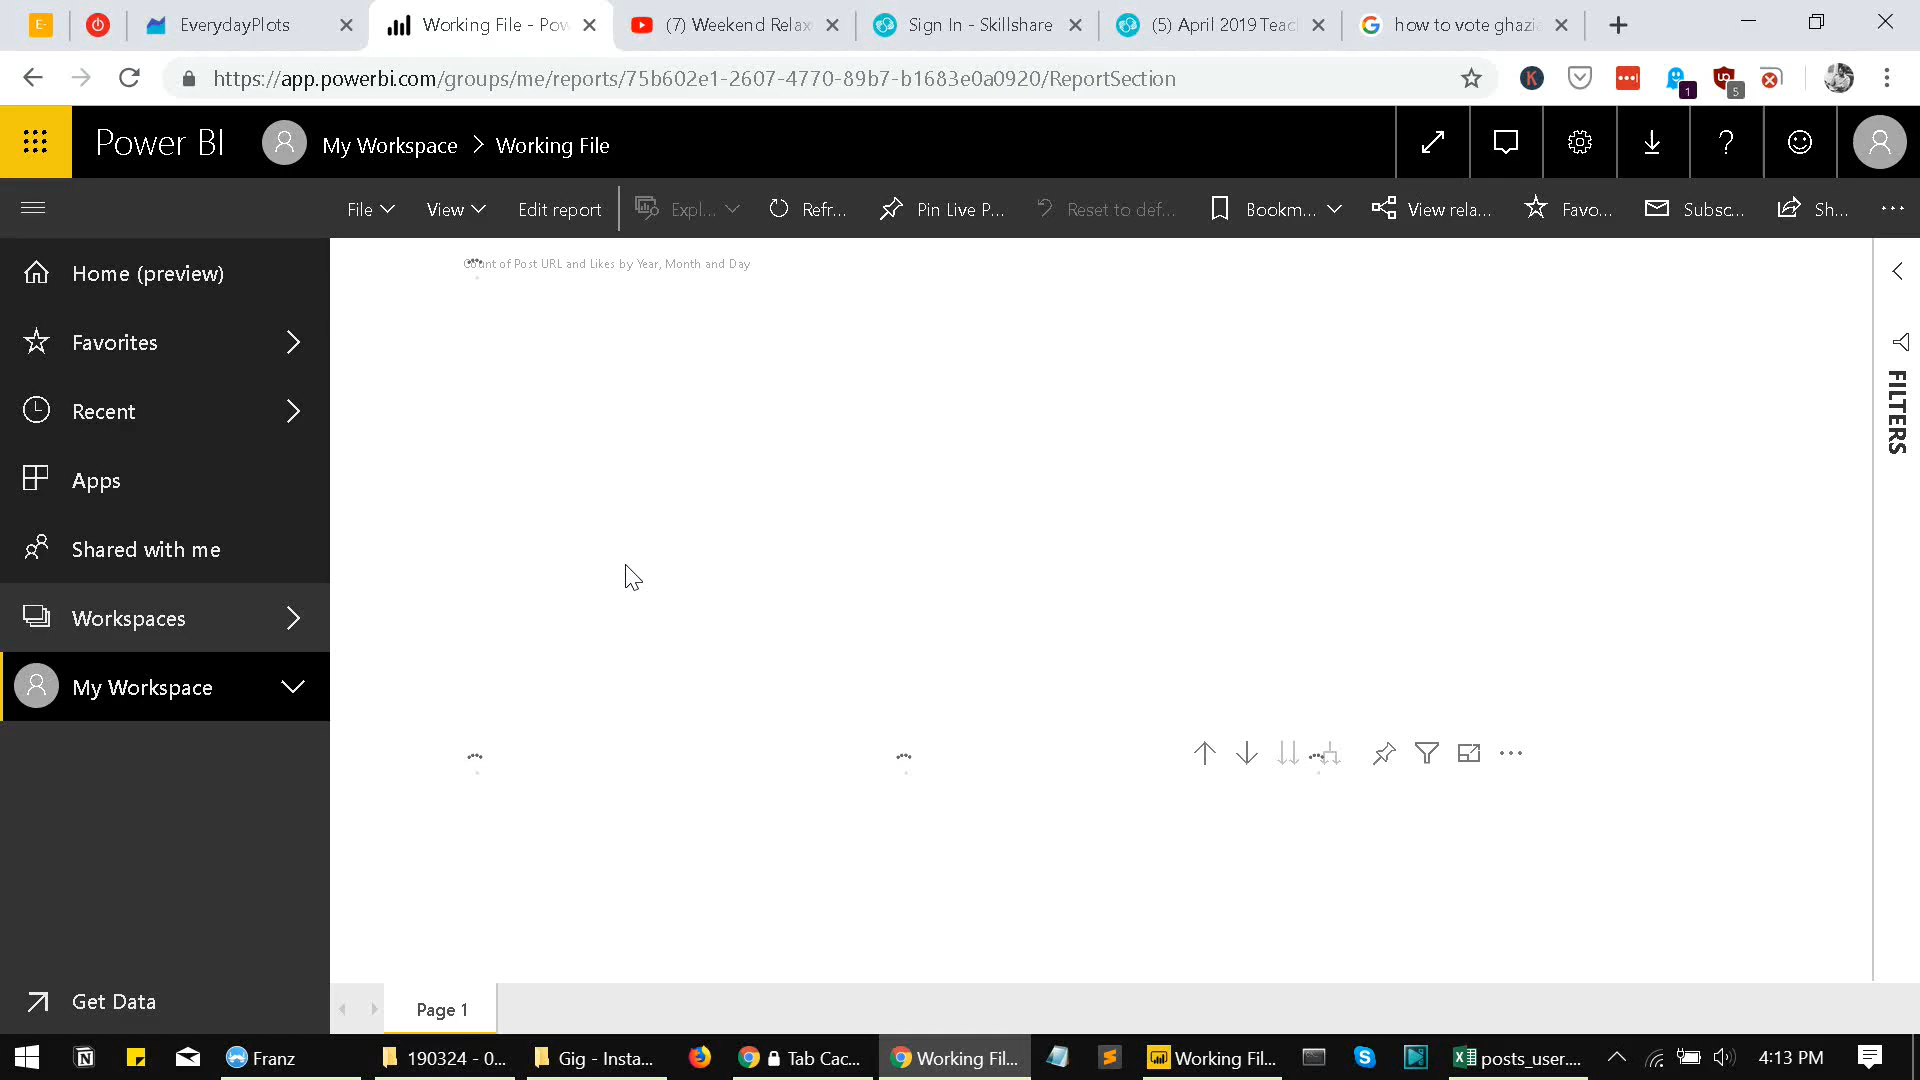 E-
EverydayPlots
Working File - Pow
(7) Weekend Relax
Sign In - Skillshare
(5) April 2019 Teac
how to vote ghazia
https://app.powerbi.com/groups/me/reports/75b602e1-2607-4770-89b7-b1683e0a0920/ReportSection
K
1
5
Power BI
My Workspace > Working File
?
File
View
Edit report
Expl...
Refr...
Pin Live P...
Reset to def...
Bookm...
View rela...
Favo...
Subsc...
Sh...
Home (preview)
Favorites
Recent
Apps
Shared with me
Workspaces
My Workspace
Get Data
Count of Post URL and Likes by Year, Month and Day
FILTERS
Page 1
Franz
190324 - 0...
Gig - Insta...
Tab Cac...
Working Fil...
Working Fil...
posts_user....
4:13 PM